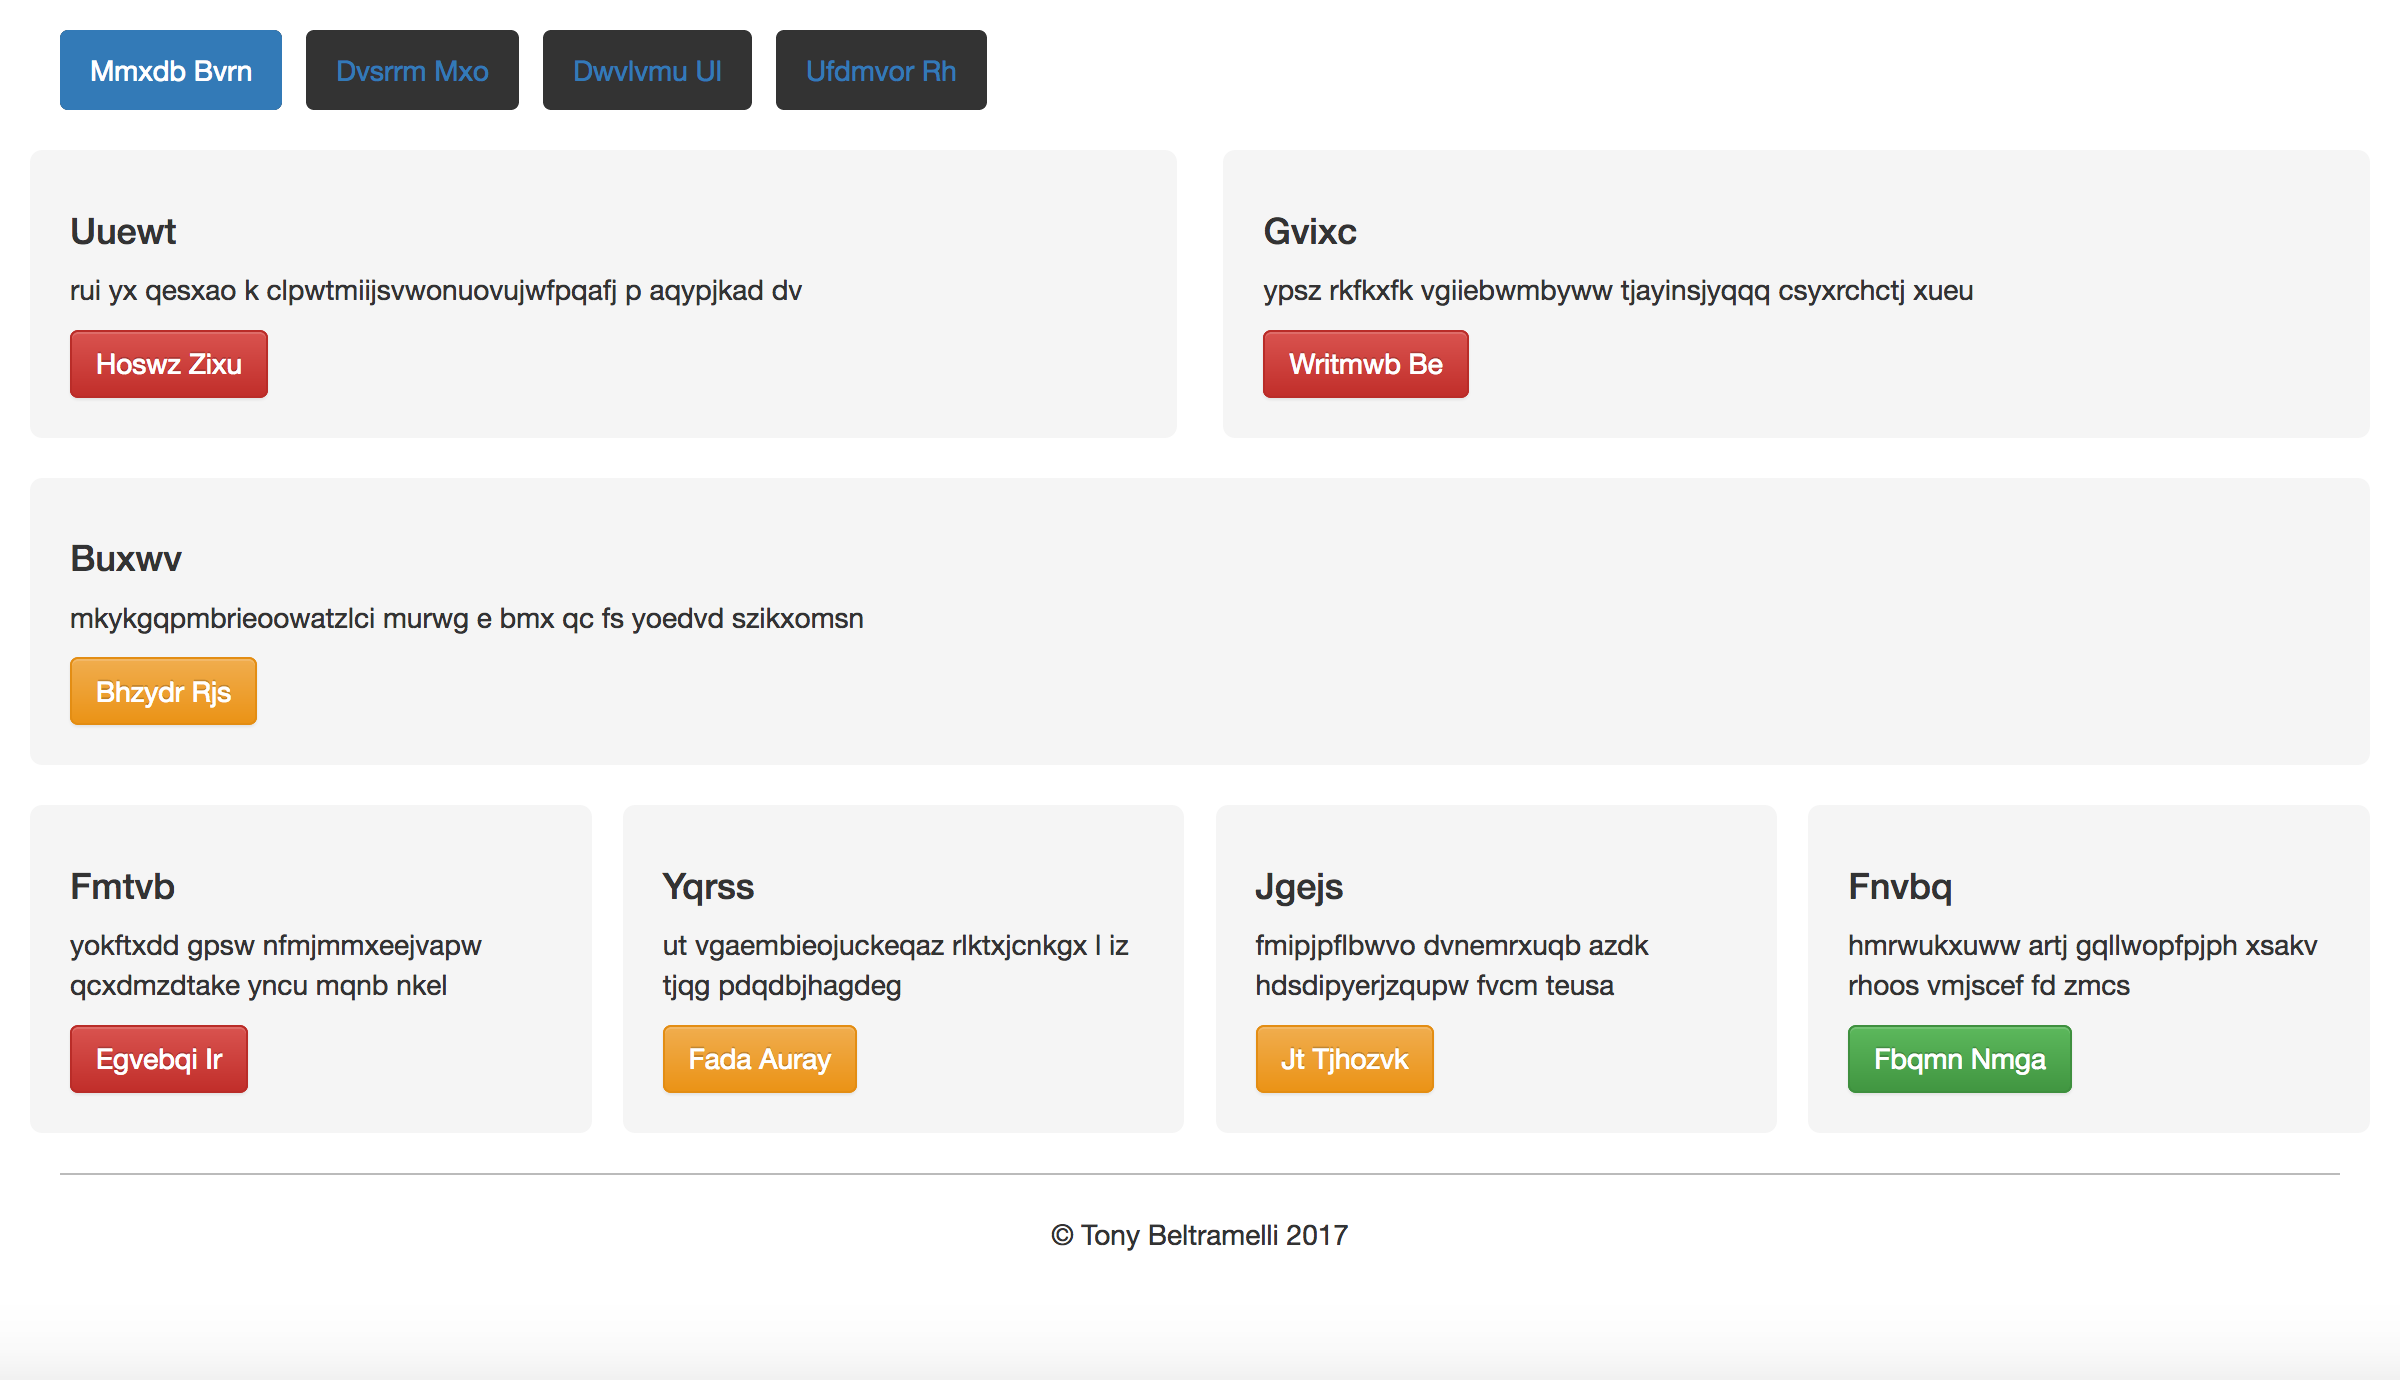 Mmxdb Bvrn
Dvsrrm Mxo
Dwvlvmu Ul
Ufdmvor Rh
Uuewt
rui yx qesxao k clpwtmiijsvwonuovujwfpqafj p aqypjkad dv
Hoswz Zixu
Gvixc
ypsz rkfkxfk vgiiebwmbyww tjayinsjyqqq csyxrchctj xueu
Writmwb Be
Buxwv
mkykgqpmbrieoowatzlci murwg e bmx qc fs yoedvd szikxomsn
Bhzydr Rjs
Fmtvb
yokftxdd gpsw nfmjmmxeejvapw
qcxdmzdtake yncu mqnb nkel
Egvebqi Ir
Yqrss
ut vgaembieojuckeqaz rlktxjcnkgx l iz
tjqg pdqdbjhagdeg
Fada Auray
Jgejs
fmipjpflbwvo dvnemrxuqb azdk
hdsdipyerjzqupw fvcm teusa
Jt Tjhozvk
Fnvbq
hmrwukxuww artj gqllwopfpjph xsakv
rhoos vmjscef fd zmcs
Fbqmn Nmga
© Tony Beltramelli 2017